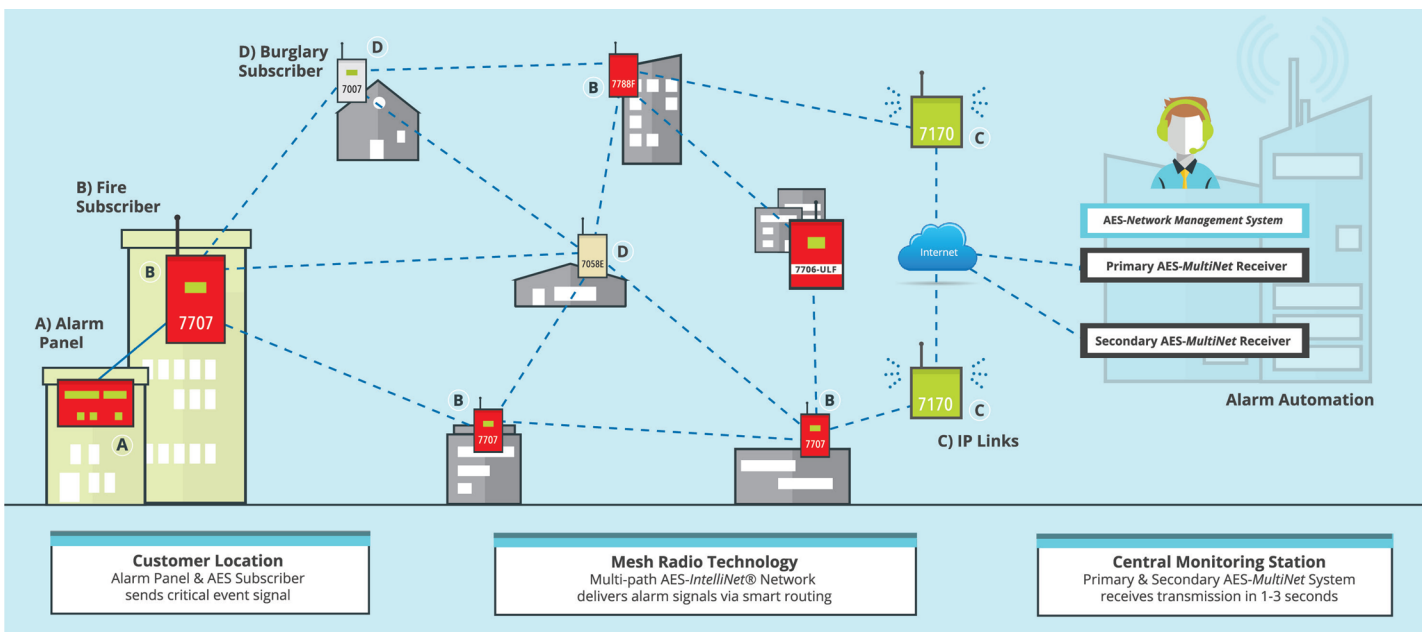 D) Burglary
Subscriber
D
7007
B
7788F
7170
C
B) Fire
Subscriber
B
7707
D
7058E
7706-ULF
Internet
AES-Network Management System
Primary AES-MultiNet Receiver
Secondary AES-MultiNet Receiver
Alarm Automation
A) Alarm
Panel
A
B
7707
B
7707
7170
C
C) IP Links
Customer Location
Alarm Panel & AES Subscriber
sends critical event signal
Mesh Radio Technology
Multi-path AES-IntelliNet® Network
delivers alarm signals via smart routing
Central Monitoring Station
Primary & Secondary AES-MultiNet System
receives transmission in 1-3 seconds